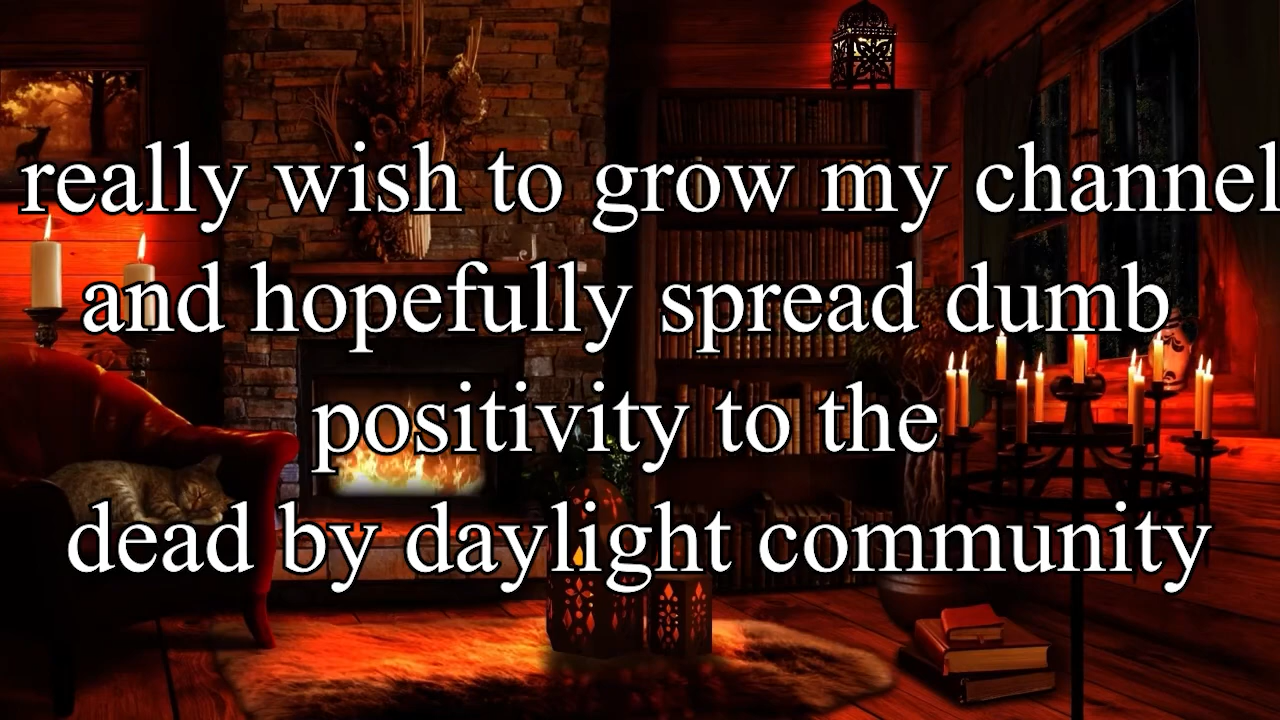 really wish to grow my channel
and hopefully spread dumb
positivity to the
dead by daylight community